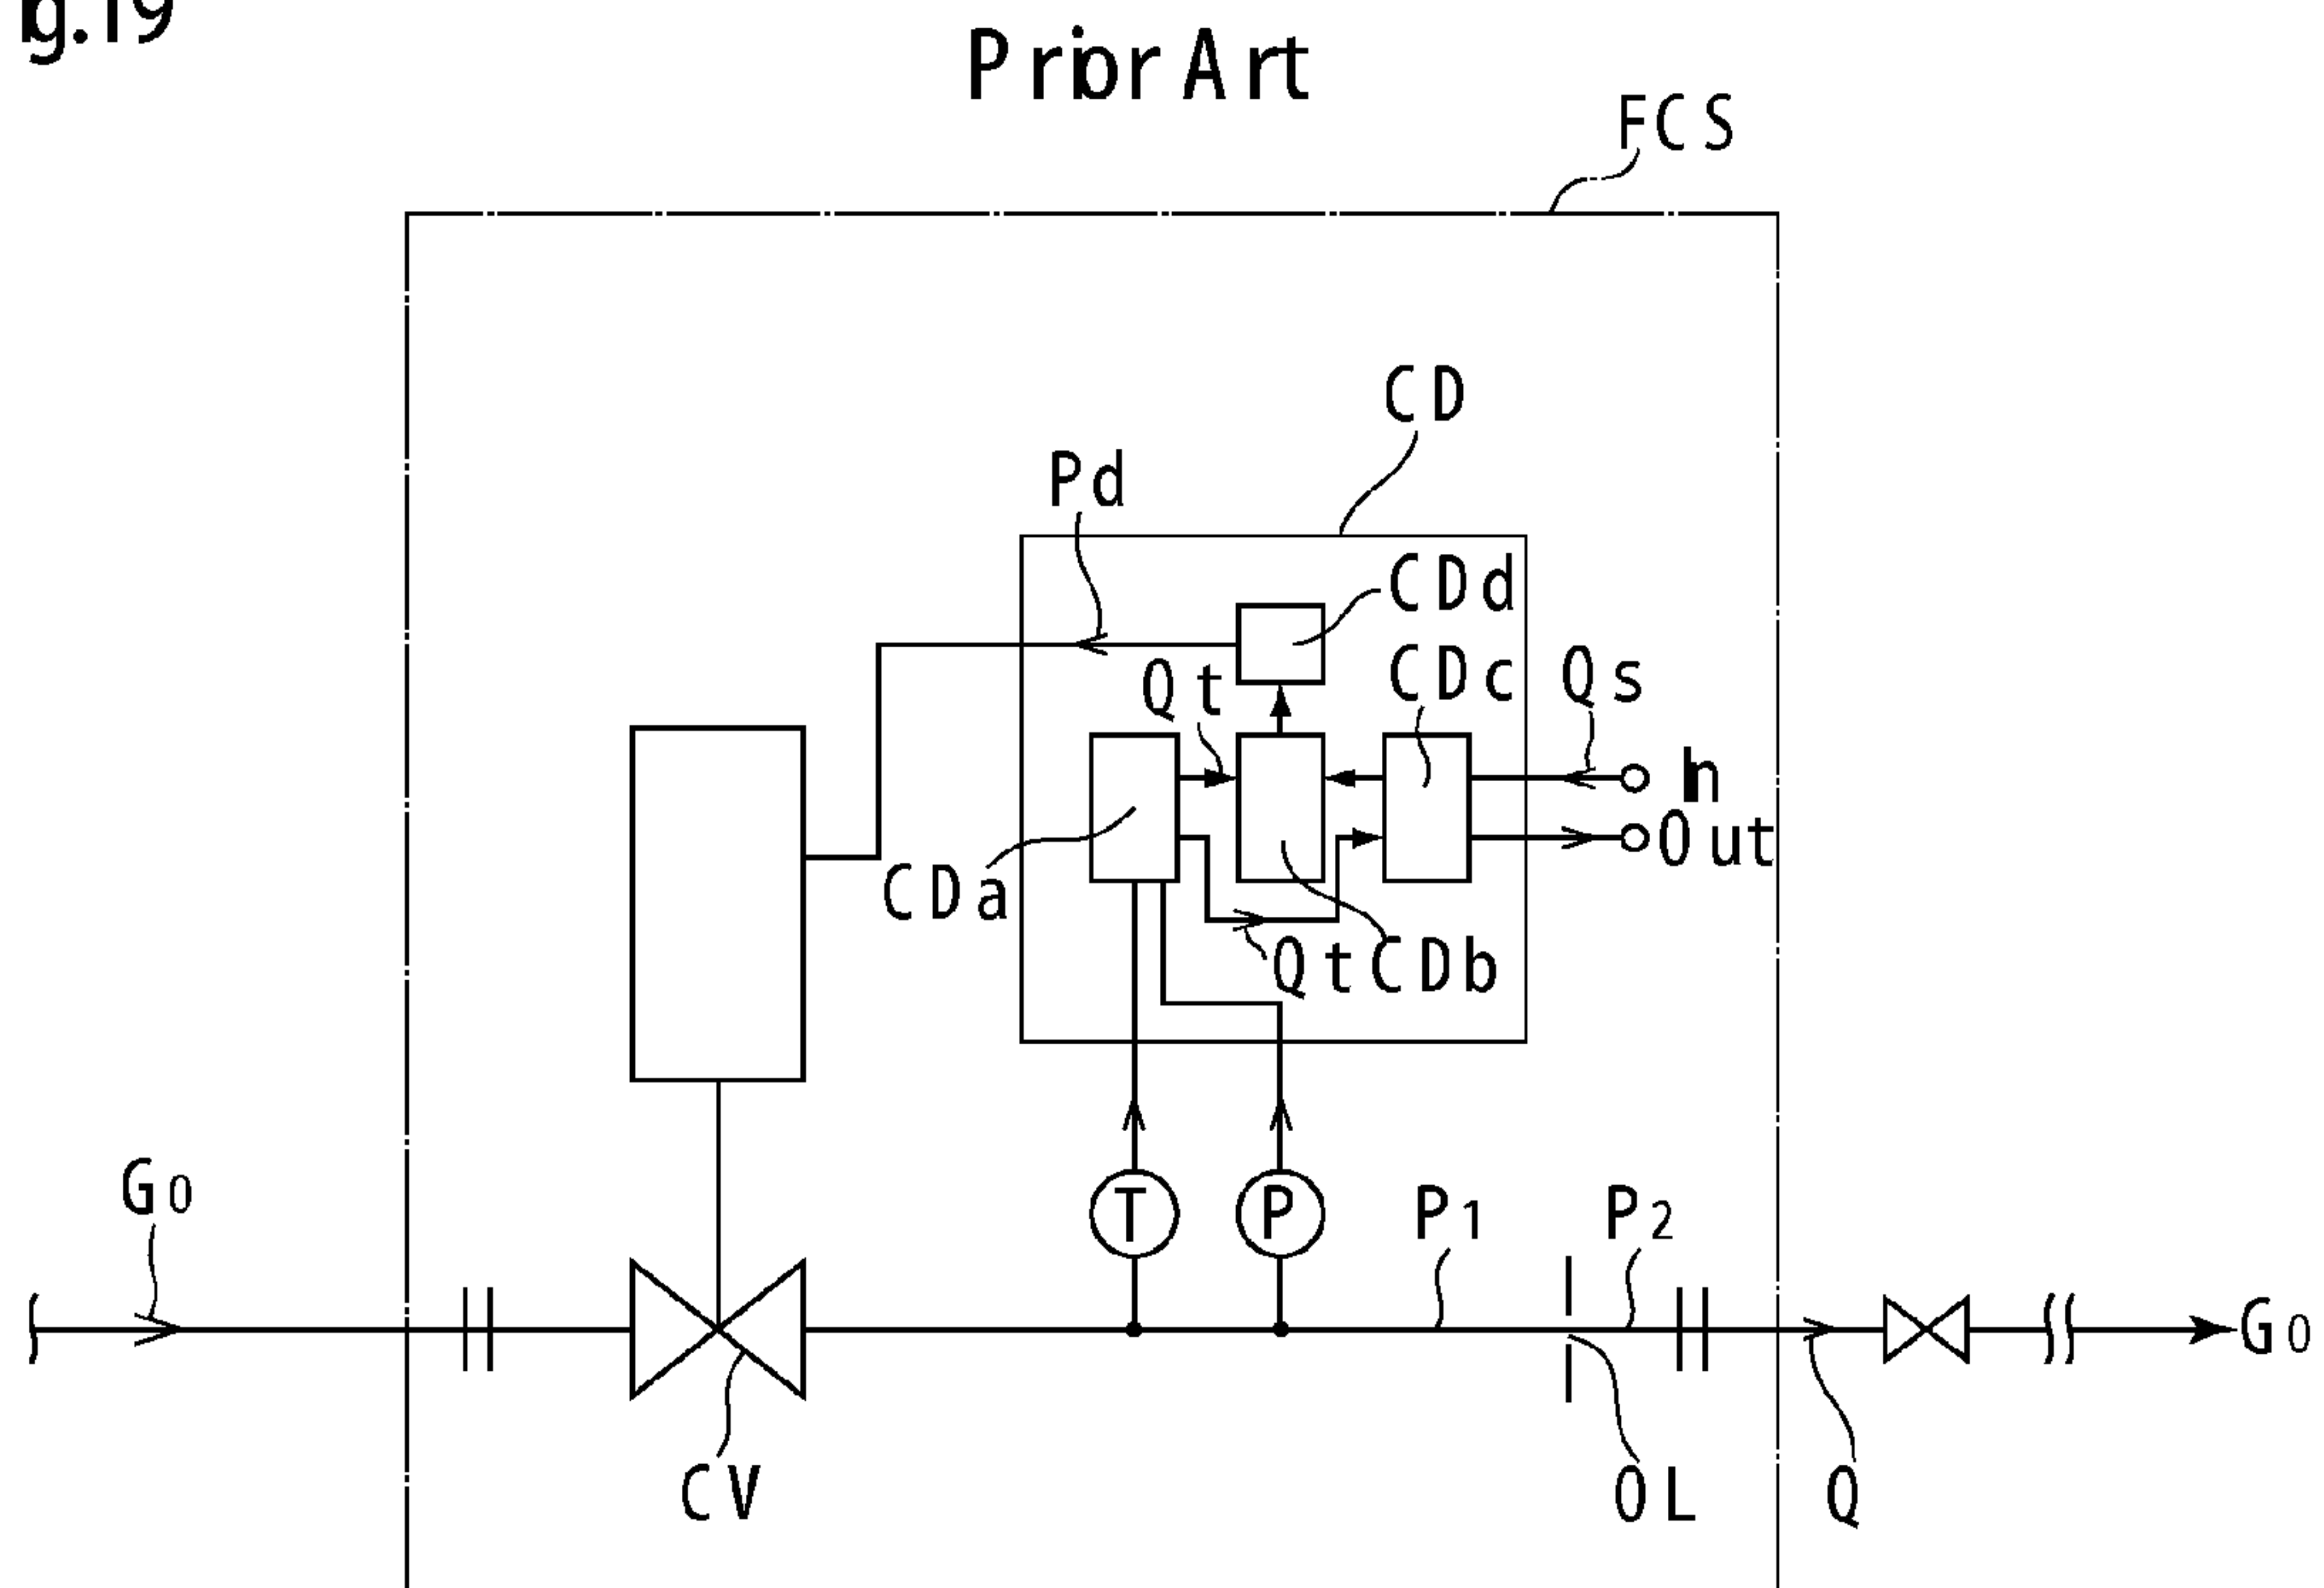 g.19
Prior Art
FCS
CD
Pd
CDd
CDc
Qs
Qt
In
Out
CDa
Qt
CDb
G0
T
P
P1
P2
G0
CV
OL
Q